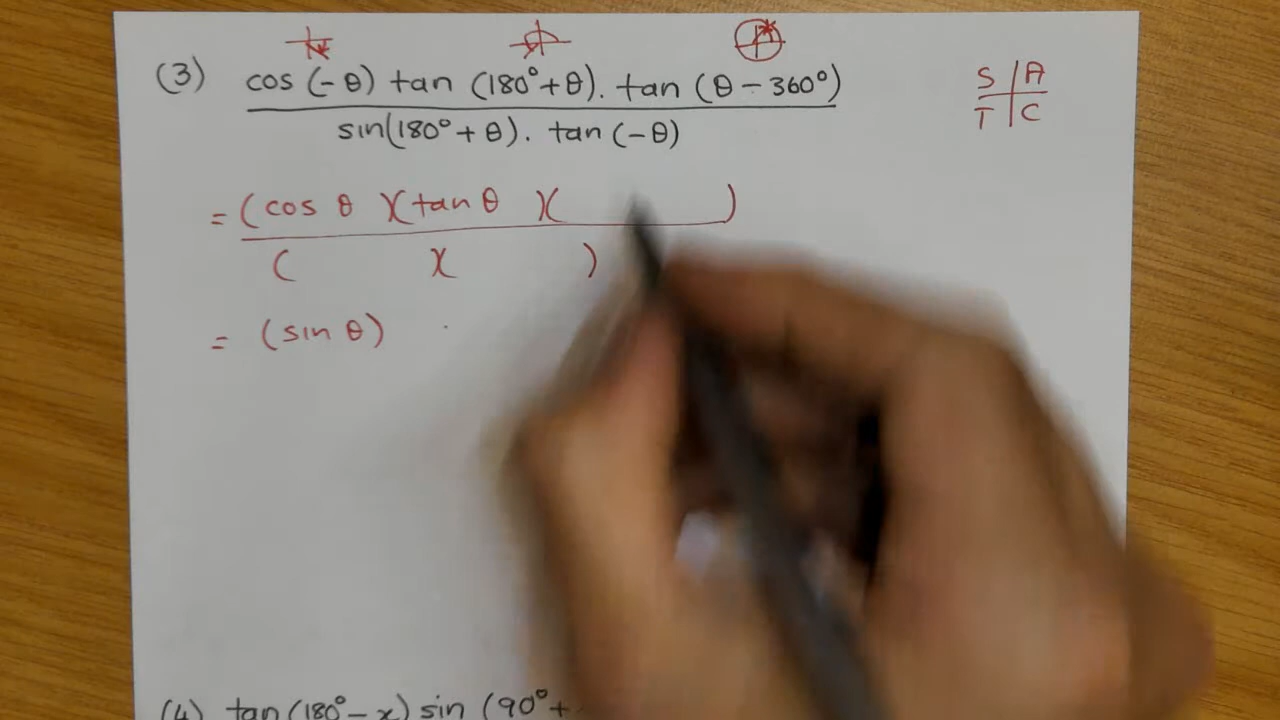 (3) cos (-θ) tan (180°+θ). tan (θ-360°) S | A
sin(180°+θ). tan(-θ) T | C
= (cos θ )(tan θ )( )
( )( )
= (sin θ)
(4) tan(180°-x) sin (90°+